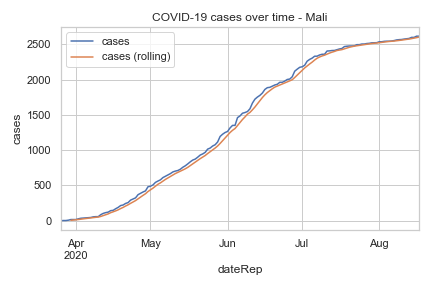 COVID-19 cases over time - Mali
cases
cases (rolling)
2500
2000
1500
1000
500
0
cases
Apr
2020
May
Jun
Jul
Aug
dateRep